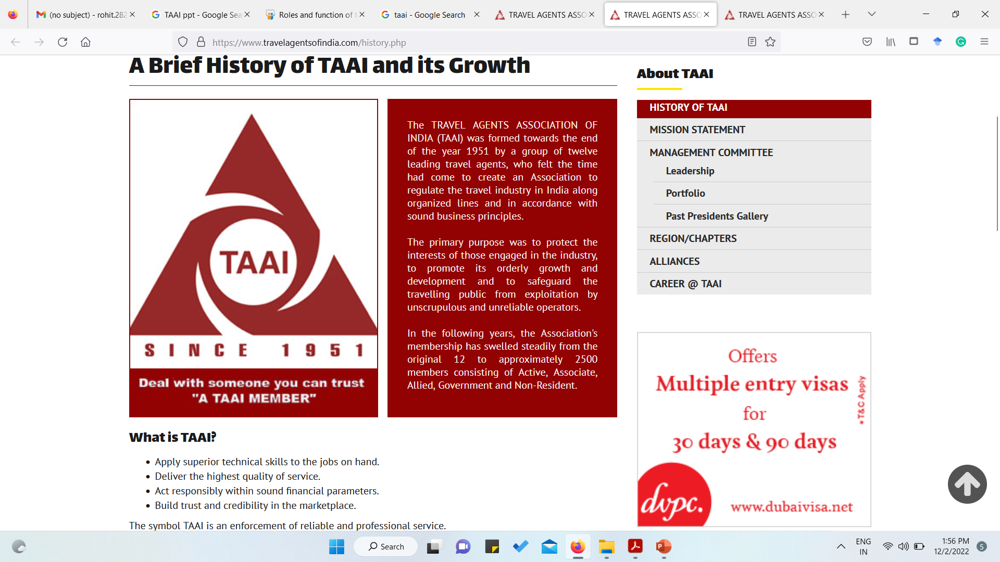 (no subject) - rohit.282
TAAI ppt - Google Sea
Roles and function of t
taai - Google Search
TRAVEL AGENTS ASSO
TRAVEL AGENTS ASSO
TRAVEL AGENTS ASSO
https://www.travelagentsofindia.com/history.php
A Brief History of TAAI and its Growth
TAAI
SINCE 1951
Deal with someone you can trust
"A TAAI MEMBER"
The TRAVEL AGENTS ASSOCIATION OF
INDIA (TAAI) was formed towards the end
of the year 1951 by a group of twelve
leading travel agents, who felt the time
had come to create an Association to
regulate the travel industry in India along
organized lines and in accordance with
sound business principles.
The primary purpose was to protect the
interests of those engaged in the industry,
to promote its orderly growth and
development and to safeguard the
travelling public from exploitation by
unscrupulous and unreliable operators.
In the following years, the Association's
membership has swelled steadily from the
original 12 to approximately 2500
members consisting of Active, Associate,
Allied, Government and Non-Resident.
What is TAAI?
• Apply superior technical skills to the jobs on hand.
• Deliver the highest quality of service.
• Act responsibly within sound financial parameters.
• Build trust and credibility in the marketplace.
The symbol TAAI is an enforcement of reliable and professional service.
About TAAI
HISTORY OF TAAI
MISSION STATEMENT
MANAGEMENT COMMITTEE
Leadership
Portfolio
Past Presidents Gallery
REGION/CHAPTERS
ALLIANCES
CAREER @ TAAI
Offers
Multiple entry visas
for
30 days & 90 days
* T&C Apply
dvpc.
www.dubaivisa.net
Search
ENG
IN
1:56 PM
12/2/2022
5